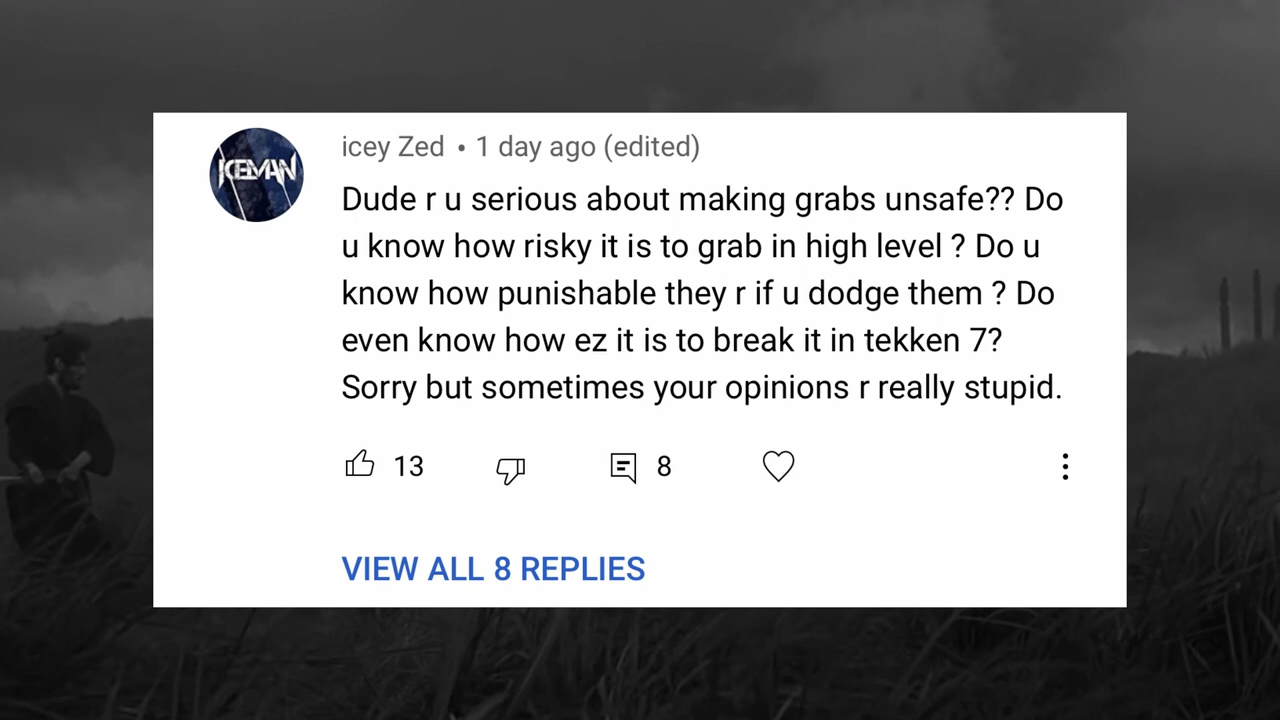 ICEMAN
icey Zed • 1 day ago (edited)
Dude r u serious about making grabs unsafe?? Do
u know how risky it is to grab in high level ? Do u
know how punishable they r if u dodge them ? Do
even know how ez it is to break it in tekken 7?
Sorry but sometimes your opinions r really stupid.
13
8
VIEW ALL 8 REPLIES